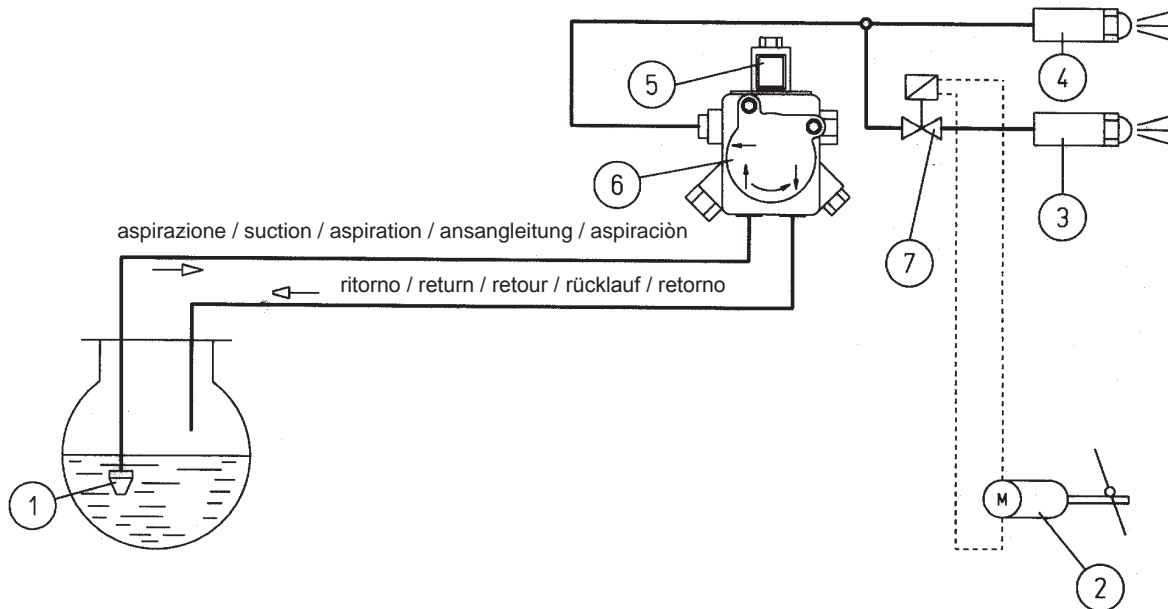 4
5
3
6
7
aspirazione / suction / aspiration / ansangleitung / aspiraciòn
ritorno / return / retour / rücklauf / retorno
1
M
2